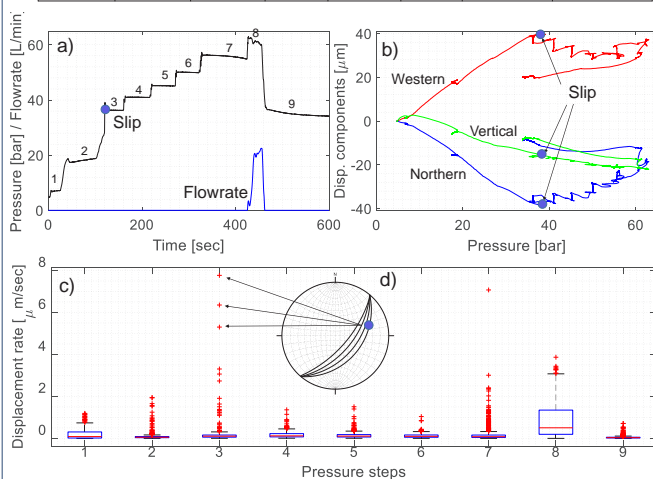 a)
Pressure [bar] / Flowrate [L/min]
60
40
20
0
1
2
3
4
5
6
7
8
9
Slip
Flowrate
0
200
400
600
Time [sec]
b)
Disp. components [μm]
40
20
0
-20
-40
Western
Vertical
Northern
Slip
0
20
40
60
Pressure [bar]
c)
d)
N
Displacement rate [μ m/sec]
8
6
4
2
0
1
2
3
4
5
6
7
8
9
Pressure steps